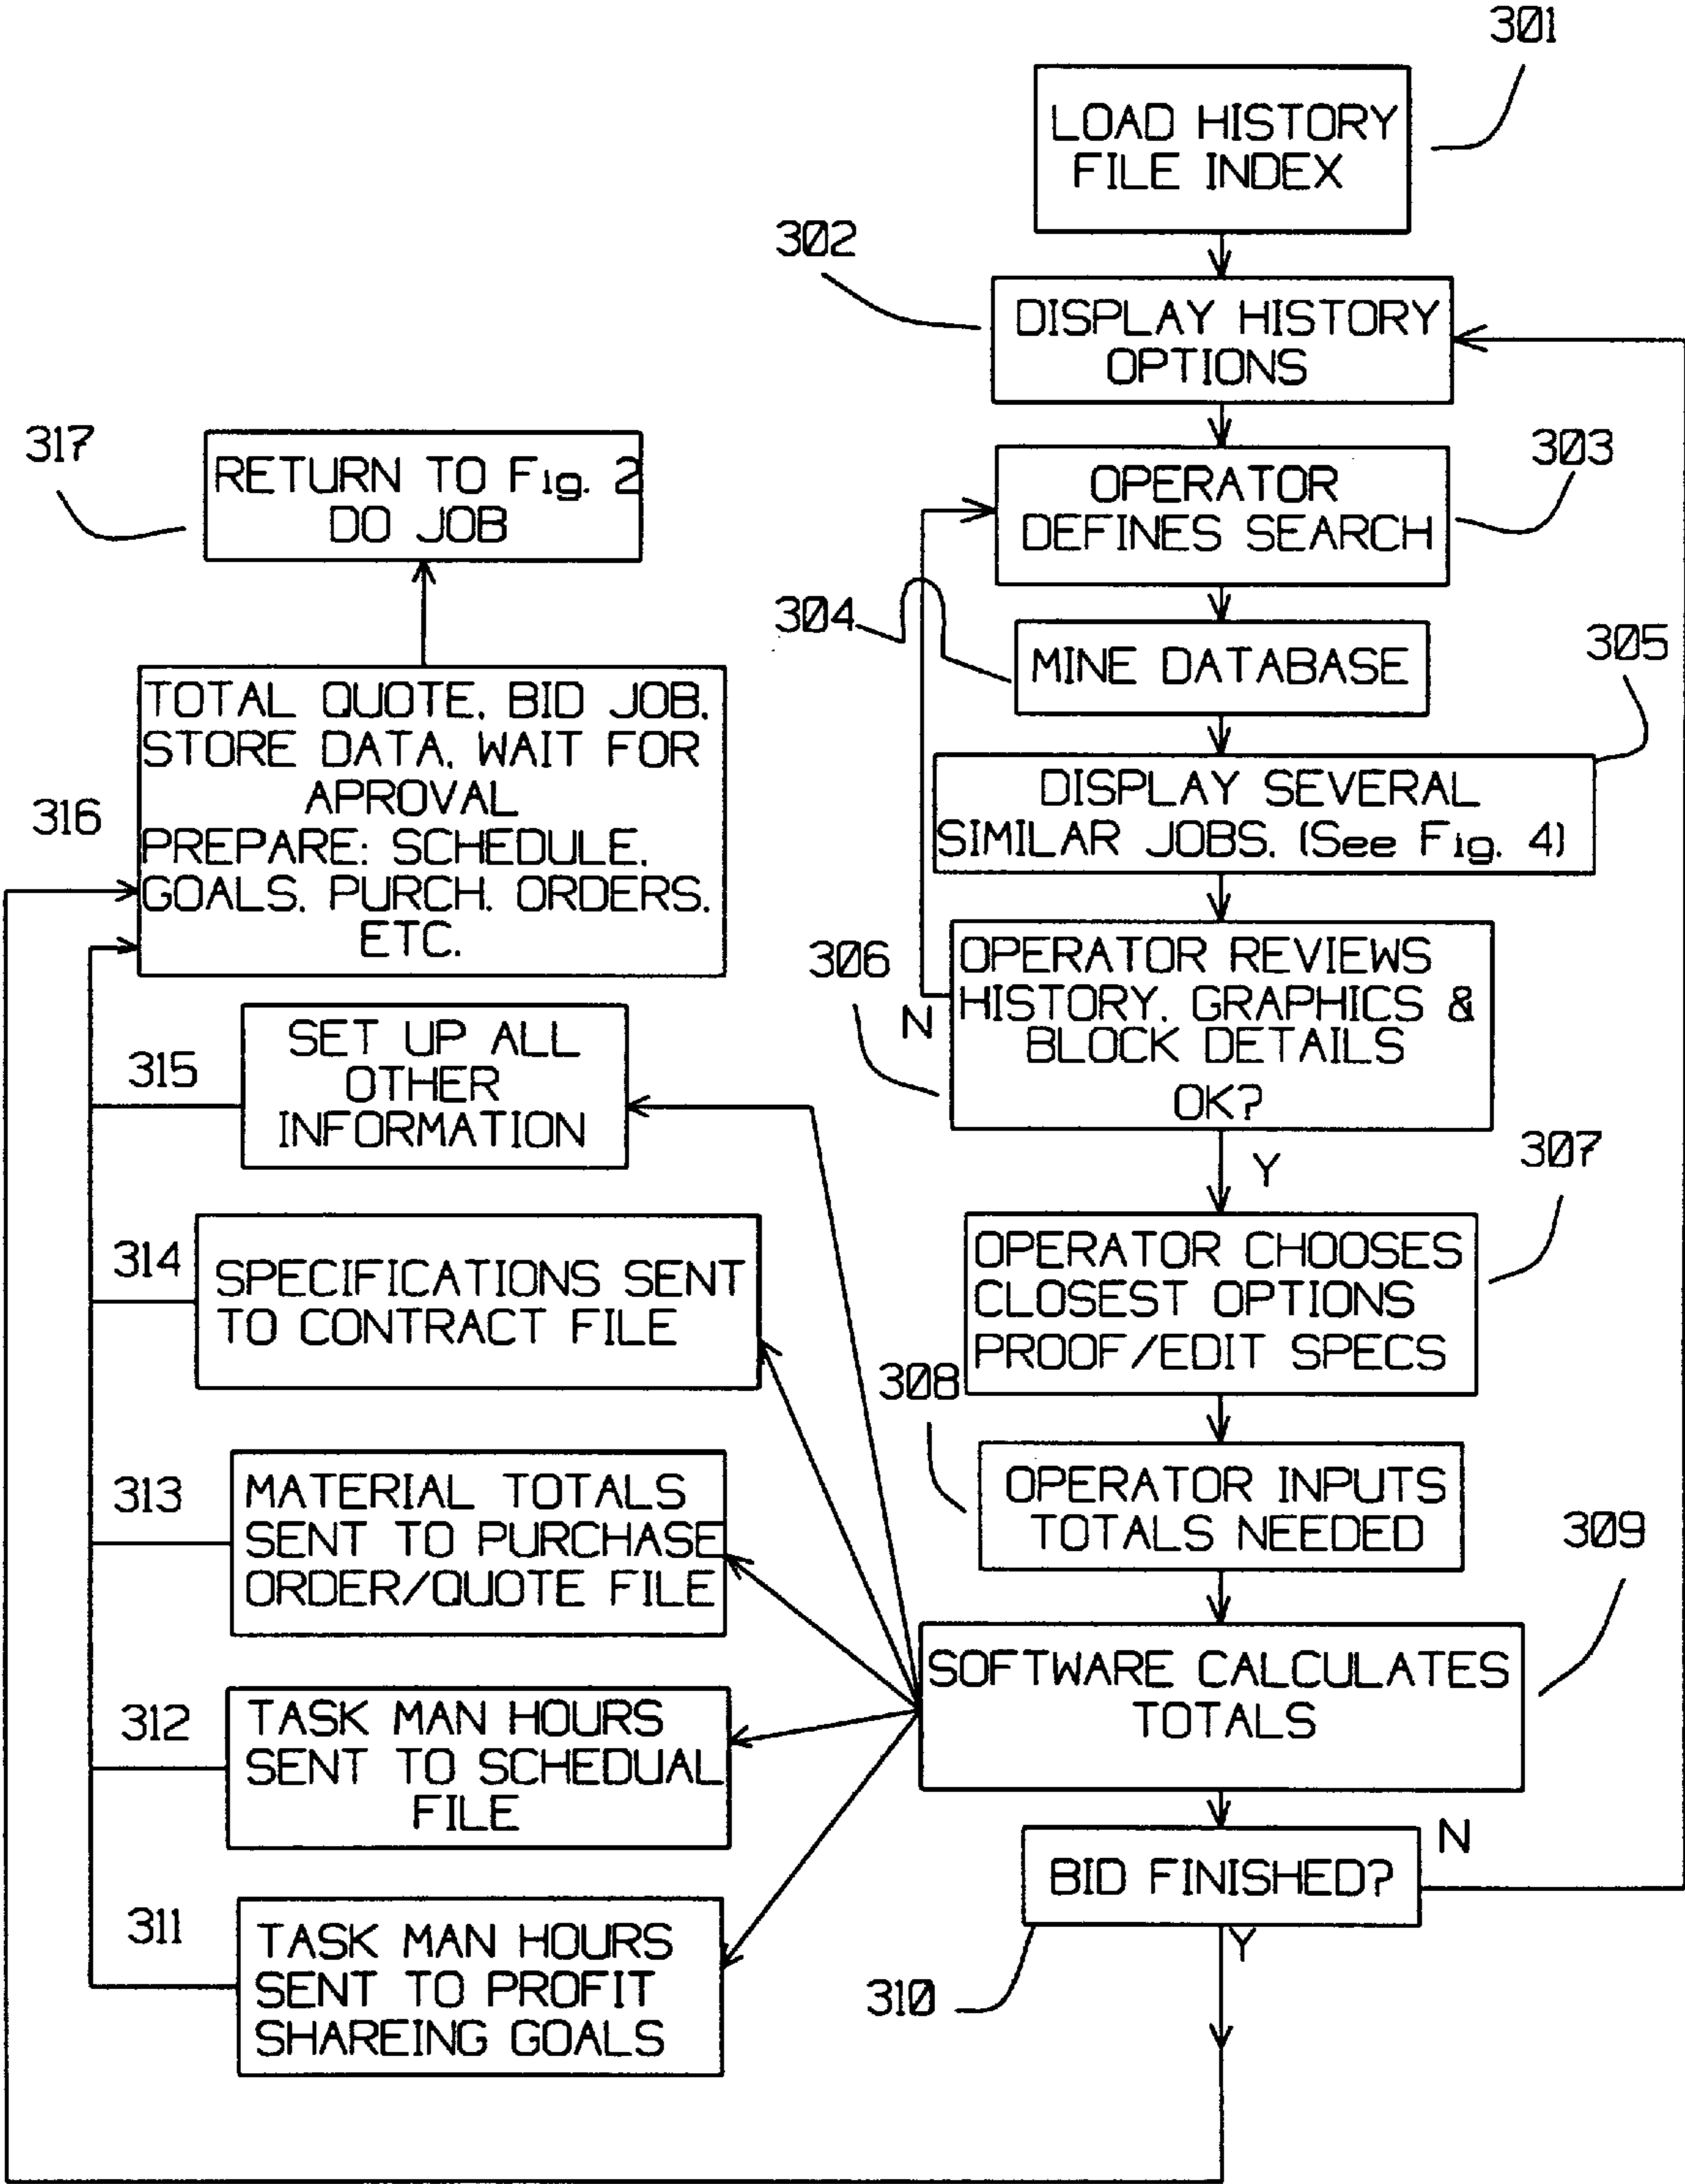 301
LOAD HISTORY
FILE INDEX
302
DISPLAY HISTORY
OPTIONS
303
OPERATOR
DEFINES SEARCH
304
MINE DATABASE
305
DISPLAY SEVERAL
SIMILAR JOBS. (See Fig. 4)
306
OPERATOR REVIEWS
HISTORY, GRAPHICS &
BLOCK DETAILS
OK?
N
Y
307
OPERATOR CHOOSES
CLOSEST OPTIONS
PROOF/EDIT SPECS
308
OPERATOR INPUTS
TOTALS NEEDED
309
SOFTWARE CALCULATES
TOTALS
310
BID FINISHED?
N
Y
311
TASK MAN HOURS
SENT TO PROFIT
SHAREING GOALS
312
TASK MAN HOURS
SENT TO SCHEDUAL
FILE
313
MATERIAL TOTALS
SENT TO PURCHASE
ORDER/QUOTE FILE
314
SPECIFICATIONS SENT
TO CONTRACT FILE
315
SET UP ALL
OTHER
INFORMATION
316
TOTAL QUOTE, BID JOB,
STORE DATA, WAIT FOR
APROVAL
PREPARE: SCHEDULE,
GOALS, PURCH. ORDERS,
ETC.
317
RETURN TO Fig. 2
DO JOB